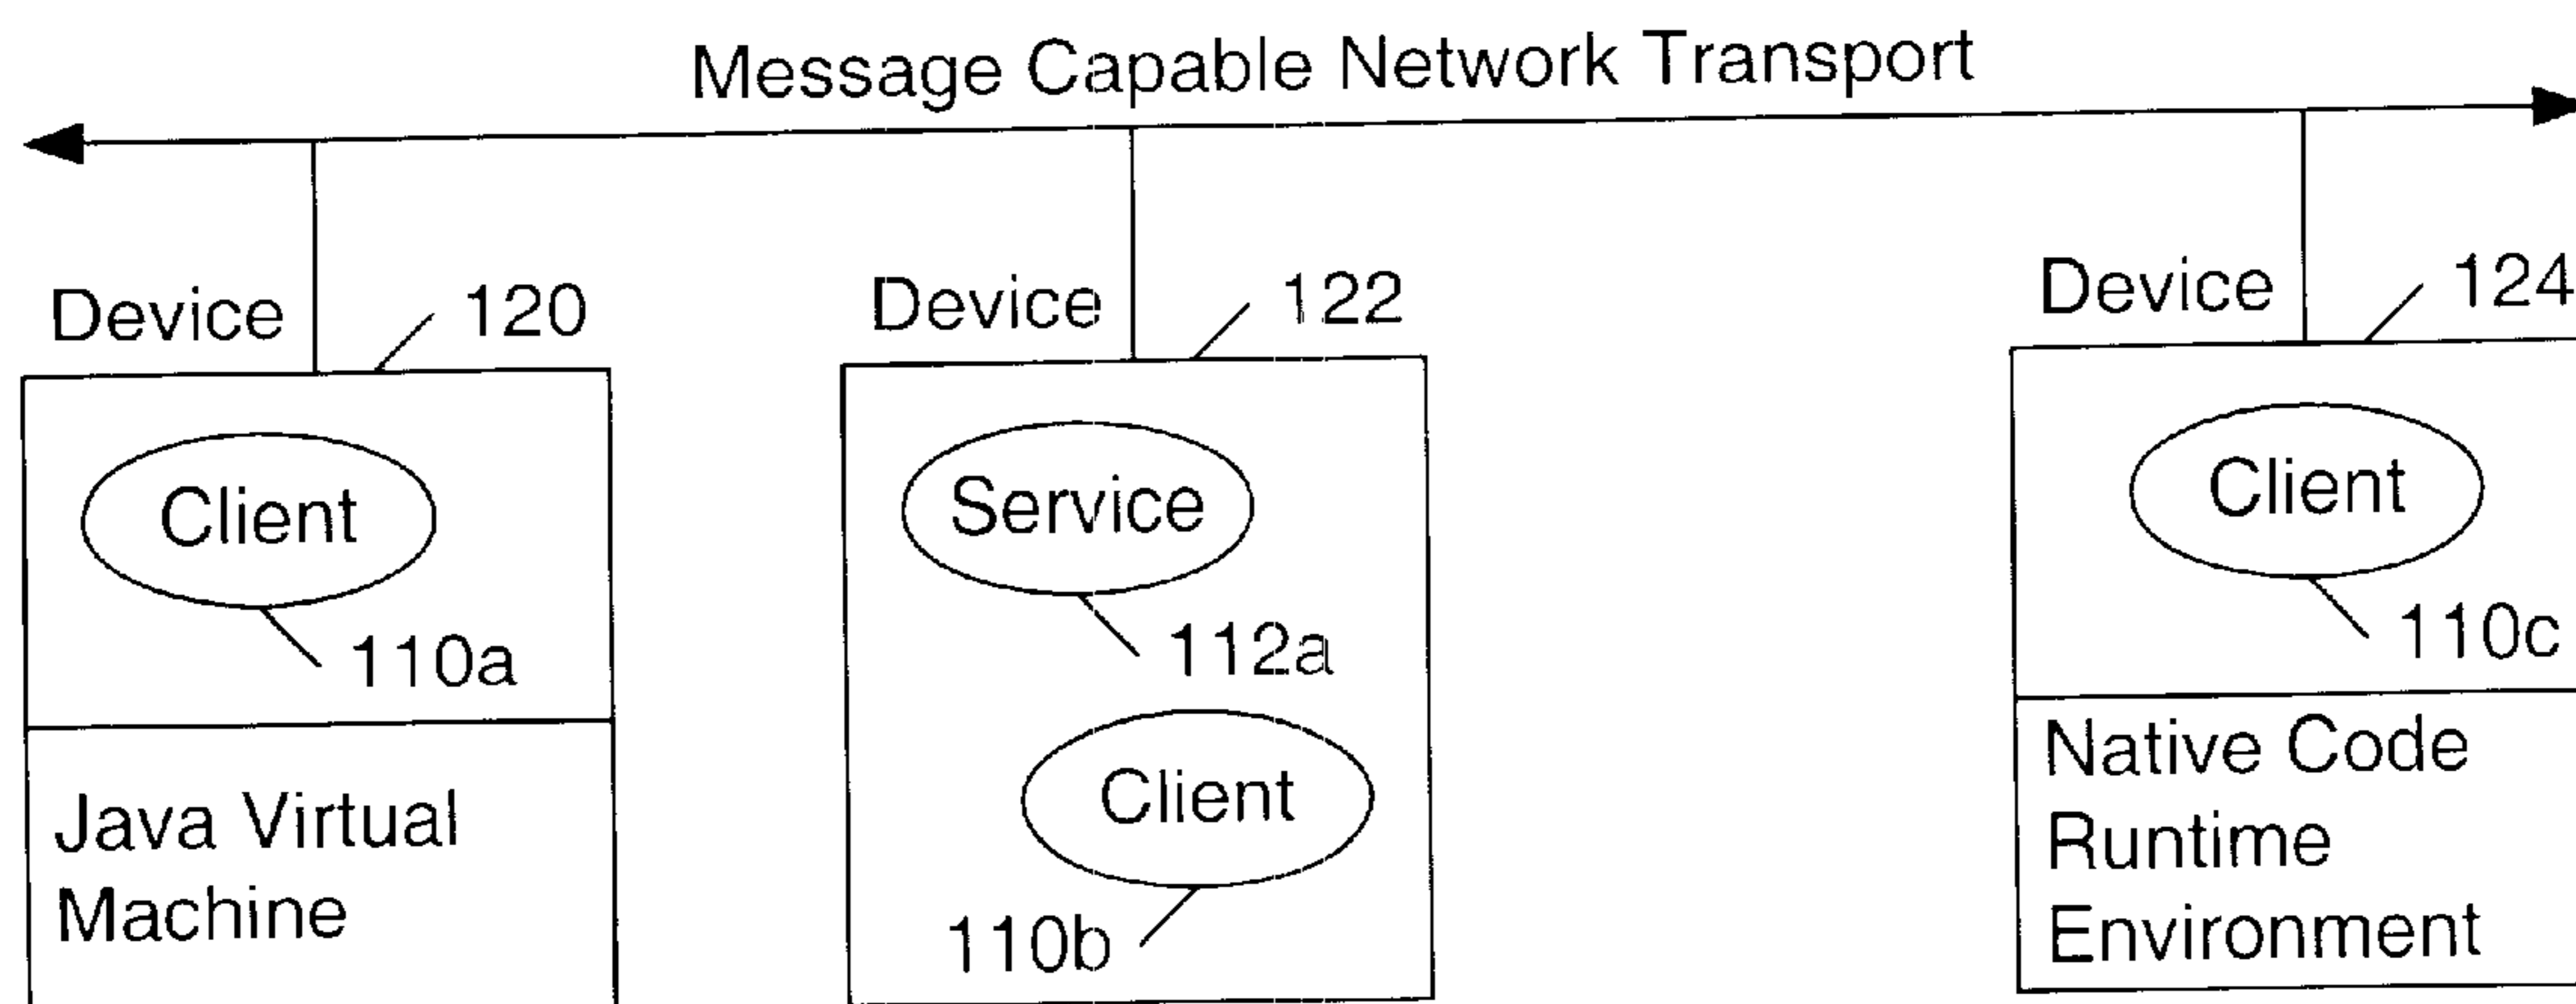 Message Capable Network Transport
Device
120
Device
122
Device
124
Client
110a
Java Virtual
Machine
Service
112a
Client
110b
Client
110c
Native Code
Runtime
Environment